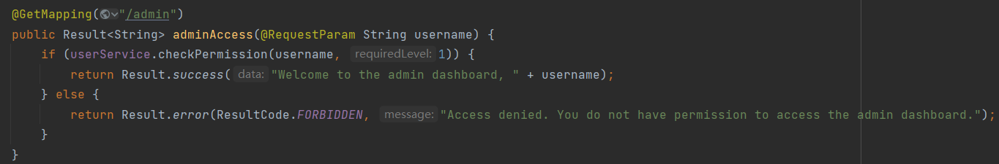 @GetMapping("/admin")
public Result<String> adminAccess(@RequestParam String username) {
    if (userService.checkPermission(username, requiredLevel: 1)) {
        return Result.success( data: "Welcome to the admin dashboard, " + username);
    } else {
        return Result.error(ResultCode.FORBIDDEN, message: "Access denied. You do not have permission to access the admin dashboard.");
    }
}